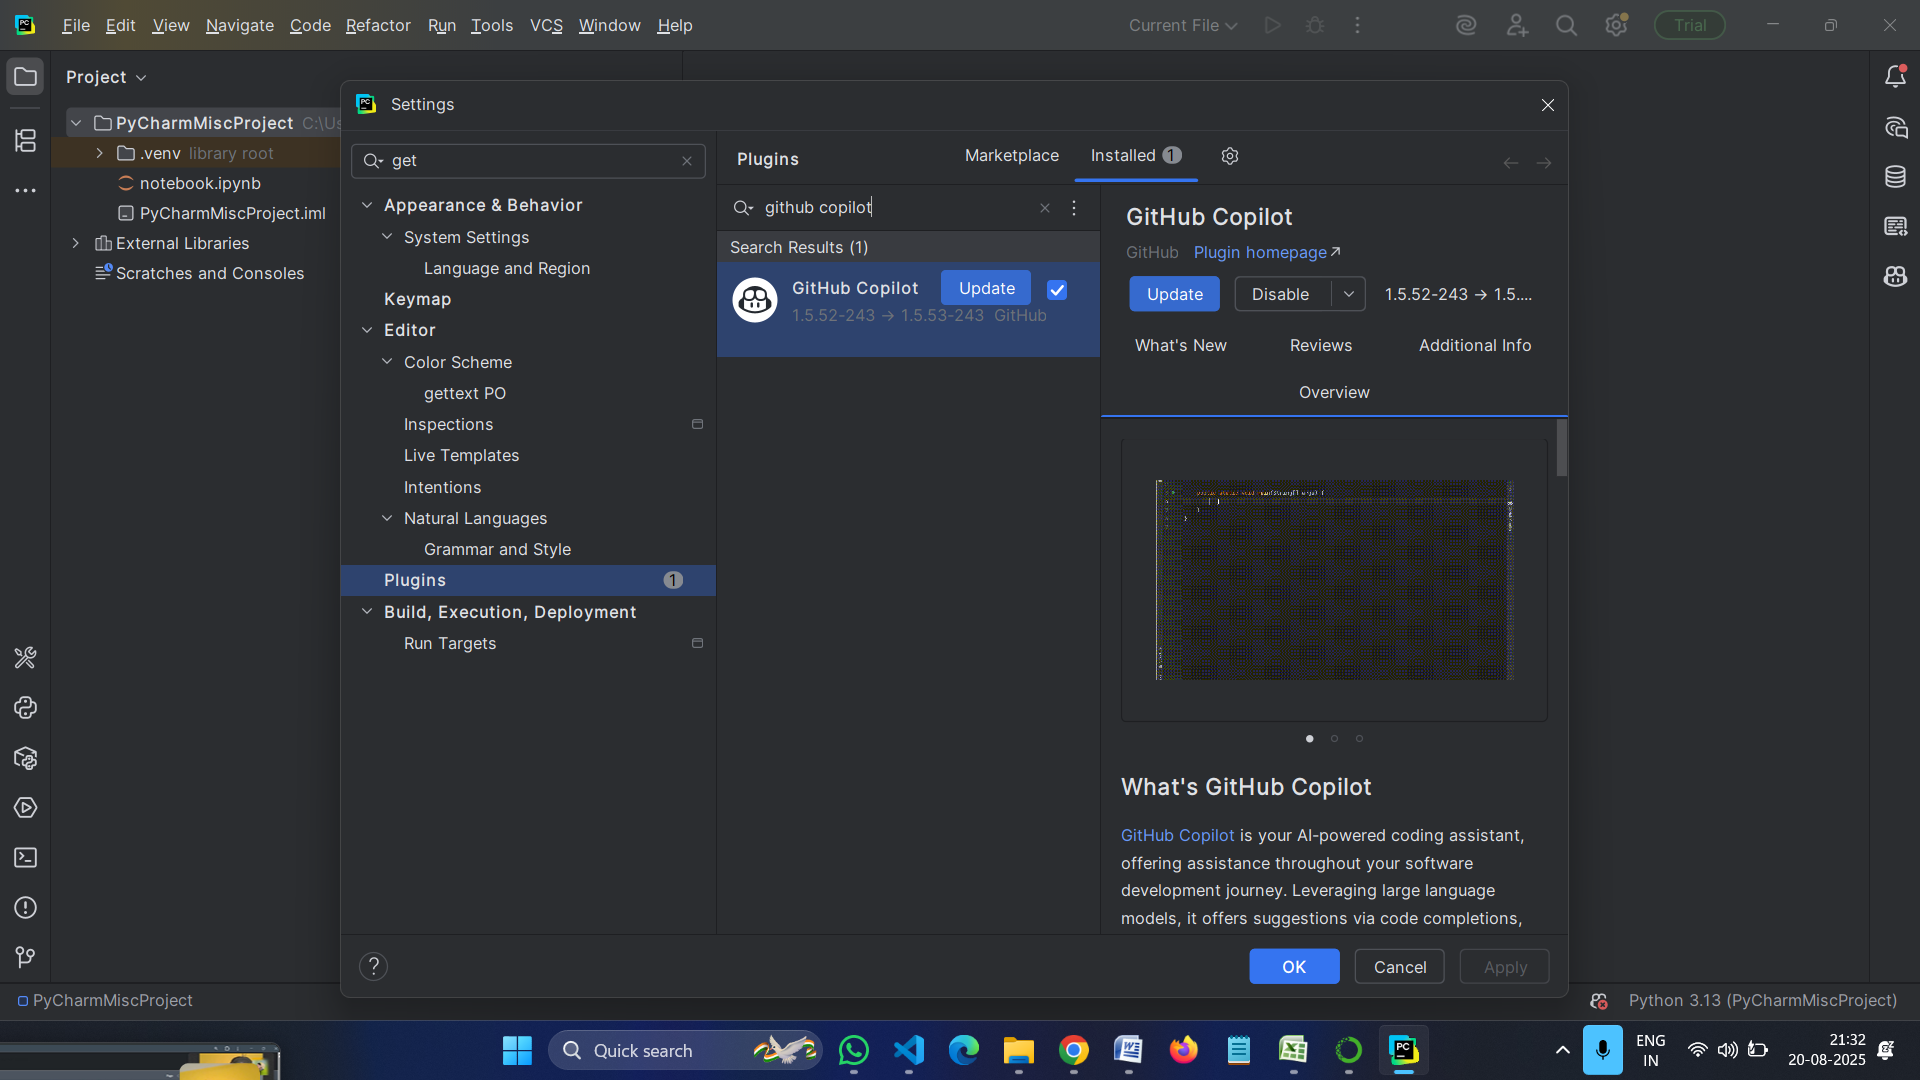 File Edit View Navigate Code Refactor Run Tools VCS Window Help
Current File
Trial
Project
PyCharmMiscProject C:\Us
.venv library root
notebook.ipynb
PyCharmMiscProject.iml
External Libraries
Scratches and Consoles
Settings
get
Appearance & Behavior
System Settings
Language and Region
Keymap
Editor
Color Scheme
gettext PO
Inspections
Live Templates
Intentions
Natural Languages
Grammar and Style
Plugins 1
Build, Execution, Deployment
Run Targets
Plugins
Marketplace
Installed 1
github copilot
Search Results (1)
GitHub Copilot Update
1.5.52-243 → 1.5.53-243 GitHub
GitHub Copilot
GitHub Plugin homepage↗
Update Disable 1.5.52-243 → 1.5....
What's New Reviews Additional Info
Overview
What's GitHub Copilot
GitHub Copilot is your AI-powered coding assistant,
offering assistance throughout your software
development journey. Leveraging large language
models, it offers suggestions via code completions,
?
OK Cancel Apply
PyCharmMiscProject
Python 3.13 (PyCharmMiscProject)
Quick search
ENG
IN
21:32
20-08-2025